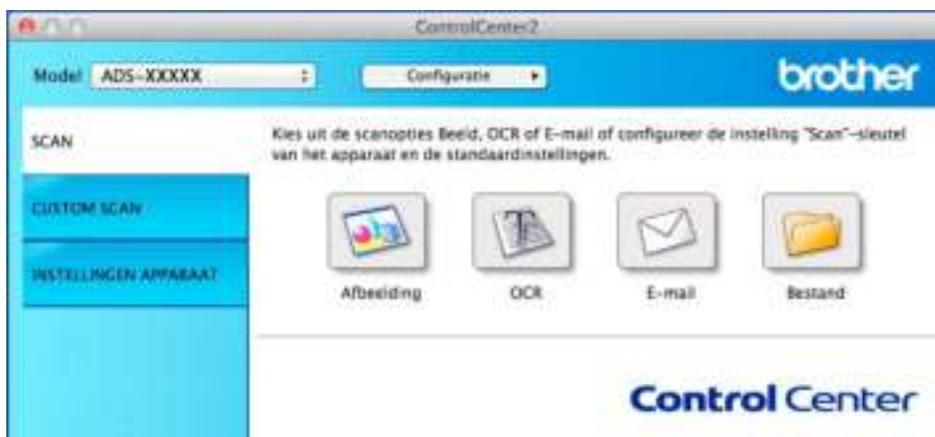 ControlCenter2
Model ADS-XXXXX Configuratie
brother
SCAN
CUSTOM SCAN
INSTELLINGEN APPARAAT
Kies uit de scanopties Beeld, OCR of E-mail of configureer de instelling "Scan"-sleutel
van het apparaat en de standaardinstellingen.
Afbeelding OCR E-mail Bestand
Control Center